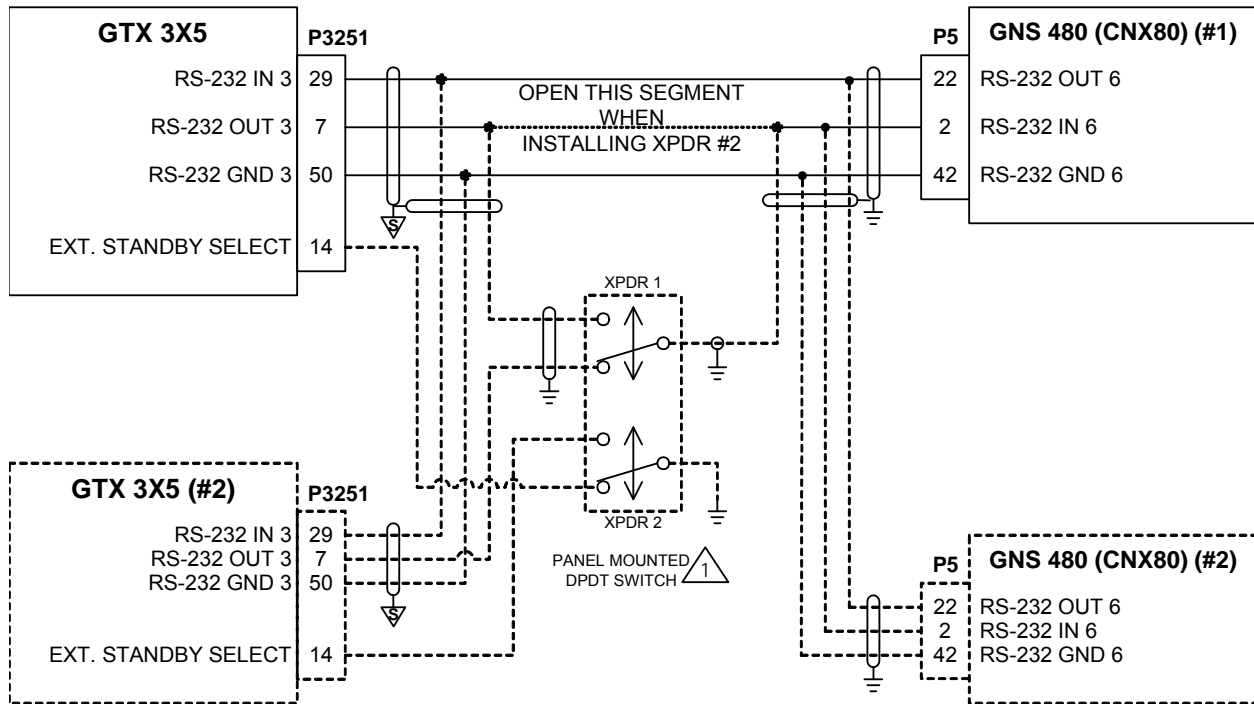 GTX 3X5
P3251
RS-232 IN 3 29
RS-232 OUT 3 7
RS-232 GND 3 50
EXT. STANDBY SELECT 14
S
OPEN THIS SEGMENT
WHEN
INSTALLING XPDR #2
P5
GNS 480 (CNX80) (#1)
22 RS-232 OUT 6
2 RS-232 IN 6
42 RS-232 GND 6
XPDR 1
XPDR 2
PANEL MOUNTED
DPDT SWITCH
1
GTX 3X5 (#2)
P3251
RS-232 IN 3 29
RS-232 OUT 3 7
RS-232 GND 3 50
EXT. STANDBY SELECT 14
S
P5
GNS 480 (CNX80) (#2)
22 RS-232 OUT 6
2 RS-232 IN 6
42 RS-232 GND 6